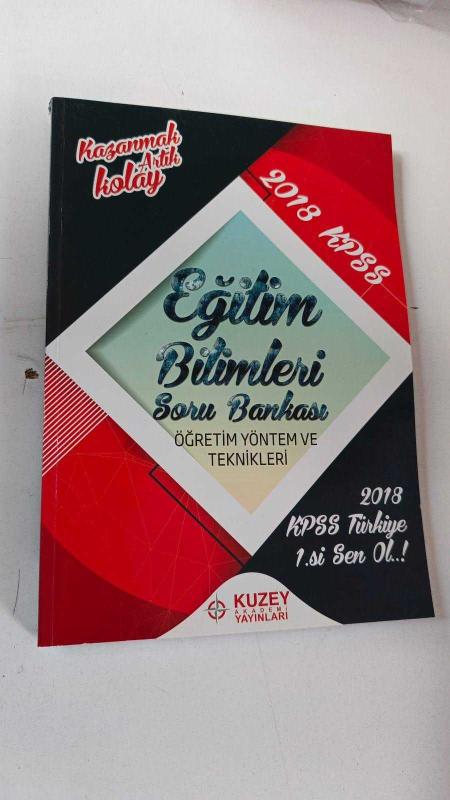 Kazanmak
Artık
kolay
2018 KPSS
Eğitim
Bilimleri
Soru Bankası
ÖĞRETİM YÖNTEM VE
TEKNİKLERİ
2018
KPSS Türkiye
1.si Sen Ol..!
KUZEY
AKADEMİ
YAYINLARI